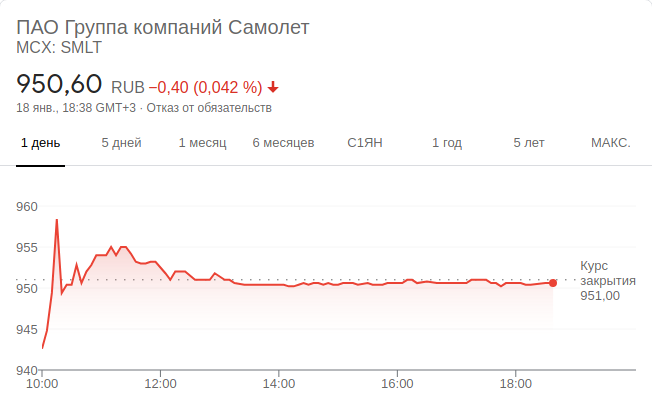 ПАО Группа компаний Самолет
MCX: SMLT
950,60 RUB −0,40 (0,042 %)
18 янв., 18:38 GMT+3 · Отказ от обязательств
1 день 5 дней 1 месяц 6 месяцев С1ЯН 1 год 5 лет МАКС.
960
955
950
945
940
Курс
закрытия
951,00
10:00 12:00 14:00 16:00 18:00